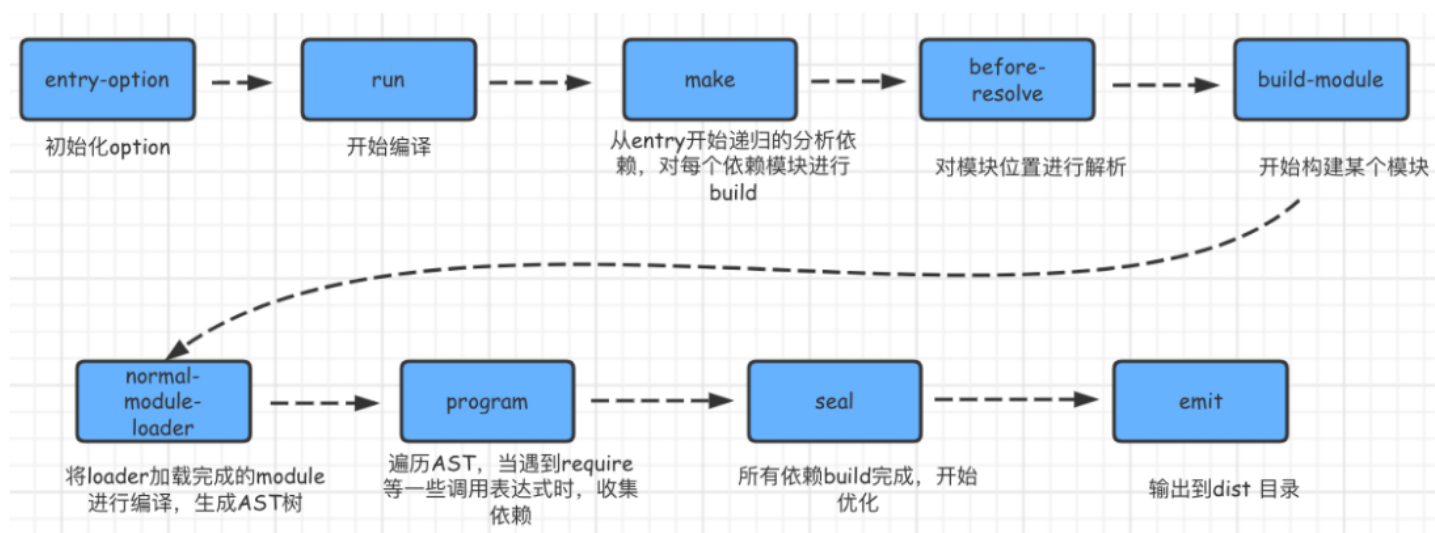 entry-option
run
make
before-
resolve
build-module
初始化option
开始编译
从entry开始递归的分析依
赖，对每个依赖模块进行
build
对模块位置进行解析
开始构建某个模块
normal-
module-
loader
program
seal
emit
将loader加载完成的module
进行编译，生成AST树
遍历AST，当遇到require
等一些调用表达式时，收集
依赖
所有依赖build完成，开始
优化
输出到dist 目录